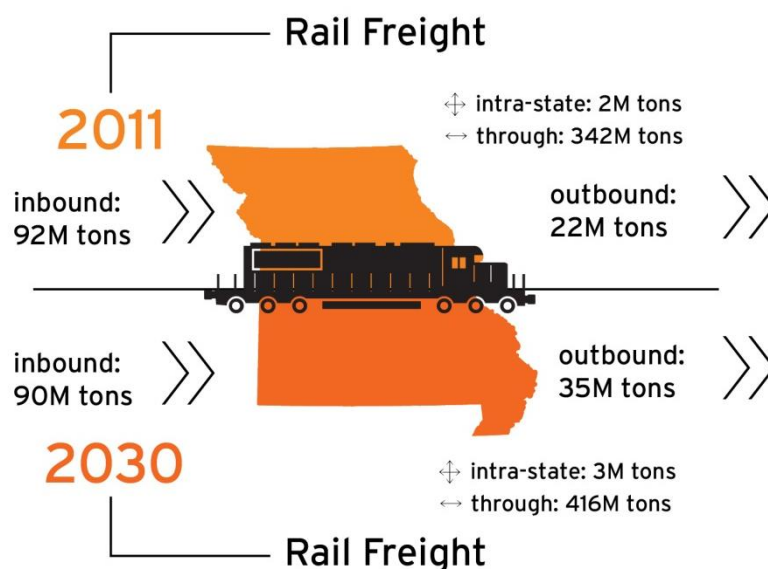 Rail Freight
2011
intra-state: 2M tons
through: 342M tons
inbound:
92M tons
outbound:
22M tons
inbound:
90M tons
outbound:
35M tons
2030
intra-state: 3M tons
through: 416M tons
Rail Freight